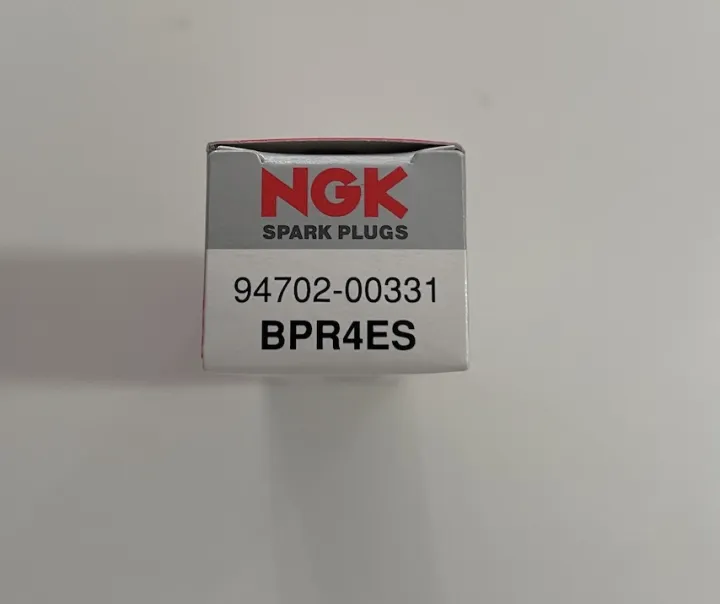 NGK
SPARK PLUGS
94702-00331
BPR4ES